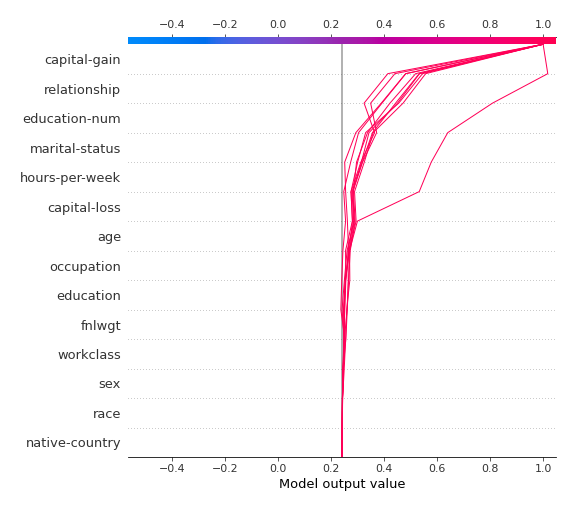 −0.4 −0.2 0.0 0.2 0.4 0.6 0.8 1.0
capital-gain
relationship
education-num
marital-status
hours-per-week
capital-loss
age
occupation
education
fnlwgt
workclass
sex
race
native-country
−0.4 −0.2 0.0 0.2 0.4 0.6 0.8 1.0
Model output value